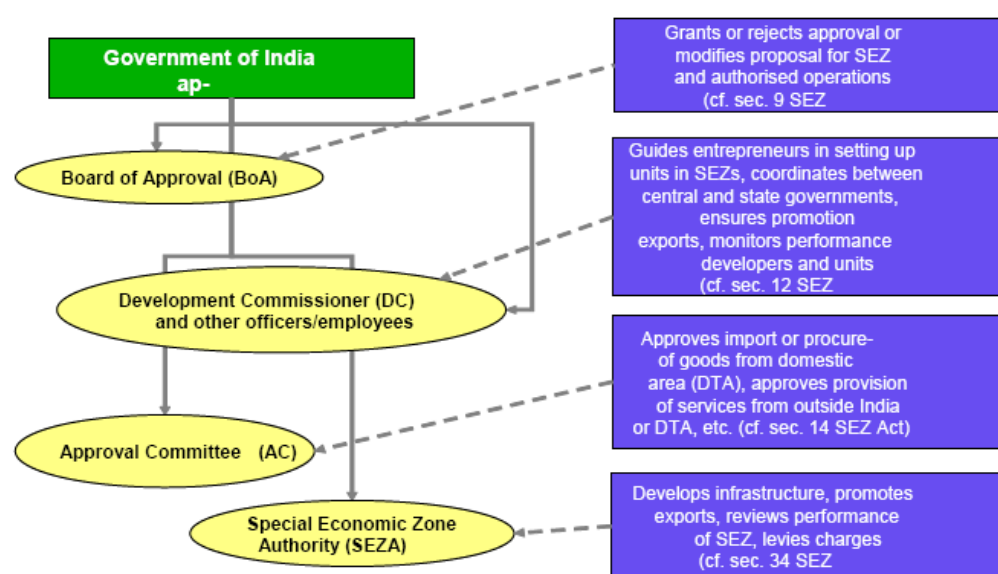 Government of India
ap-
Grants or rejects approval or
modifies proposal for SEZ
and authorised operations
(cf. sec. 9 SEZ
Board of Approval (BoA)
Guides entrepreneurs in setting up
units in SEZs, coordinates between
central and state governments,
ensures promotion
exports, monitors performance
developers and units
(cf. sec. 12 SEZ
Development Commissioner (DC)
and other officers/employees
Approves import or procure-
of goods from domestic
area (DTA), approves provision
of services from outside India
or DTA, etc. (cf. sec. 14 SEZ Act)
Approval Committee (AC)
Develops infrastructure, promotes
exports, reviews performance
of SEZ, levies charges
(cf. sec. 34 SEZ
Special Economic Zone
Authority (SEZA)